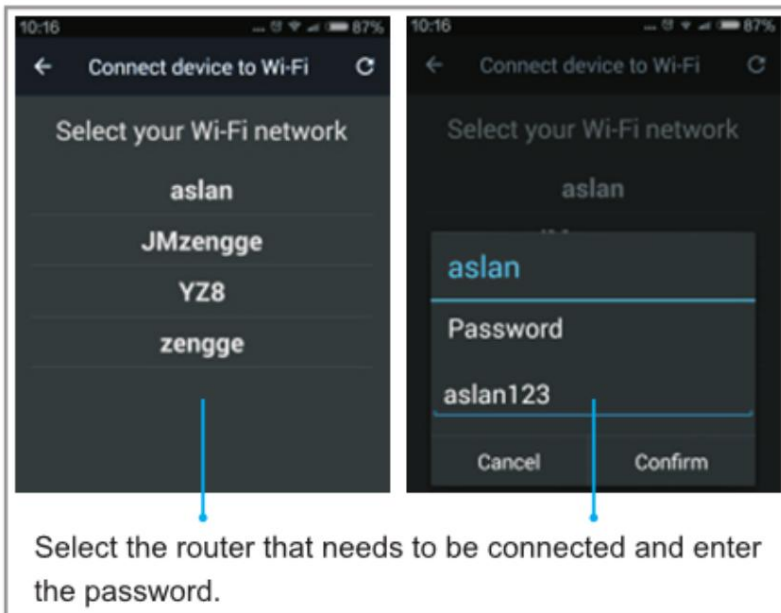 10:16
... 87%
Connect device to Wi-Fi
Select your Wi-Fi network
aslan
JMzengge
YZ8
zengge
10:16
... 87%
Connect device to Wi-Fi
Select your Wi-Fi network
aslan
aslan
Password
aslan123
Cancel Confirm
Select the router that needs to be connected and enter
the password.